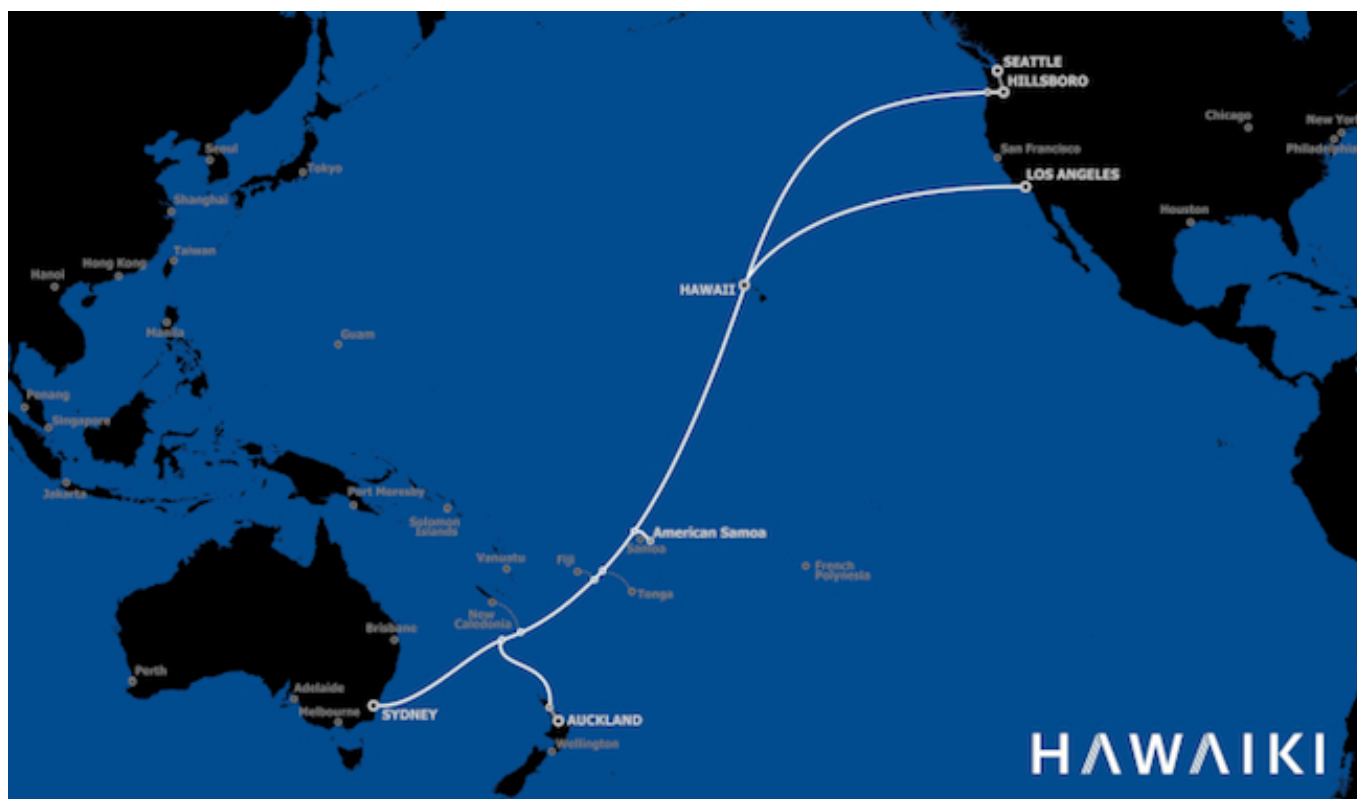 SEATTLE
HILLSBORO
Chicago
New York
Philadelphia
San Francisco
LOS ANGELES
Houston
Seoul
Tokyo
Shanghai
Taiwan
Hong Kong
Hanoi
HAWAII
Manila
Guam
Penang
Singapore
Jakarta
Port Moresby
Solomon
Islands
American Samoa
Samoa
Vanuatu
Fiji
Tonga
French
Polynesia
New
Caledonia
Brisbane
Perth
Adelaide
Melbourne
SYDNEY
AUCKLAND
Wellington
HAWAIKI